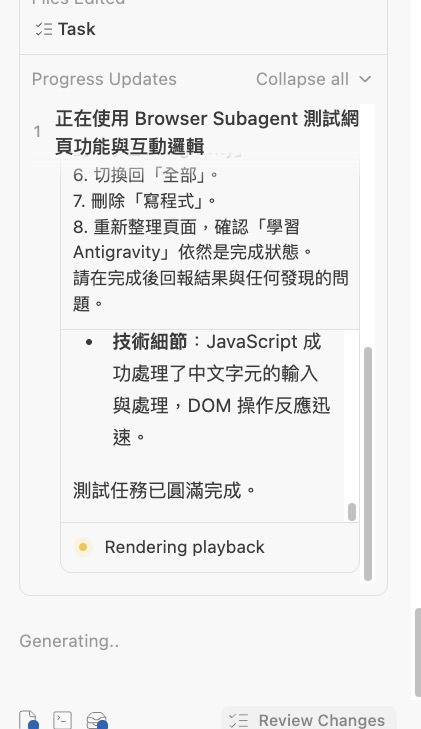 Files Edited
Task
Progress Updates
Collapse all
1
正在使用 Browser Subagent 測試網
頁功能與互動邏輯
6. 切換回「全部」。
7. 刪除「寫程式」。
8. 重新整理頁面，確認「學習
Antigravity」依然是完成狀態。
請在完成後回報結果與任何發現的問
題。
• 技術細節：JavaScript 成
功處理了中文字元的輸入
與處理，DOM 操作反應迅
速。
測試任務已圓滿完成。
Rendering playback
Generating..
Review Changes